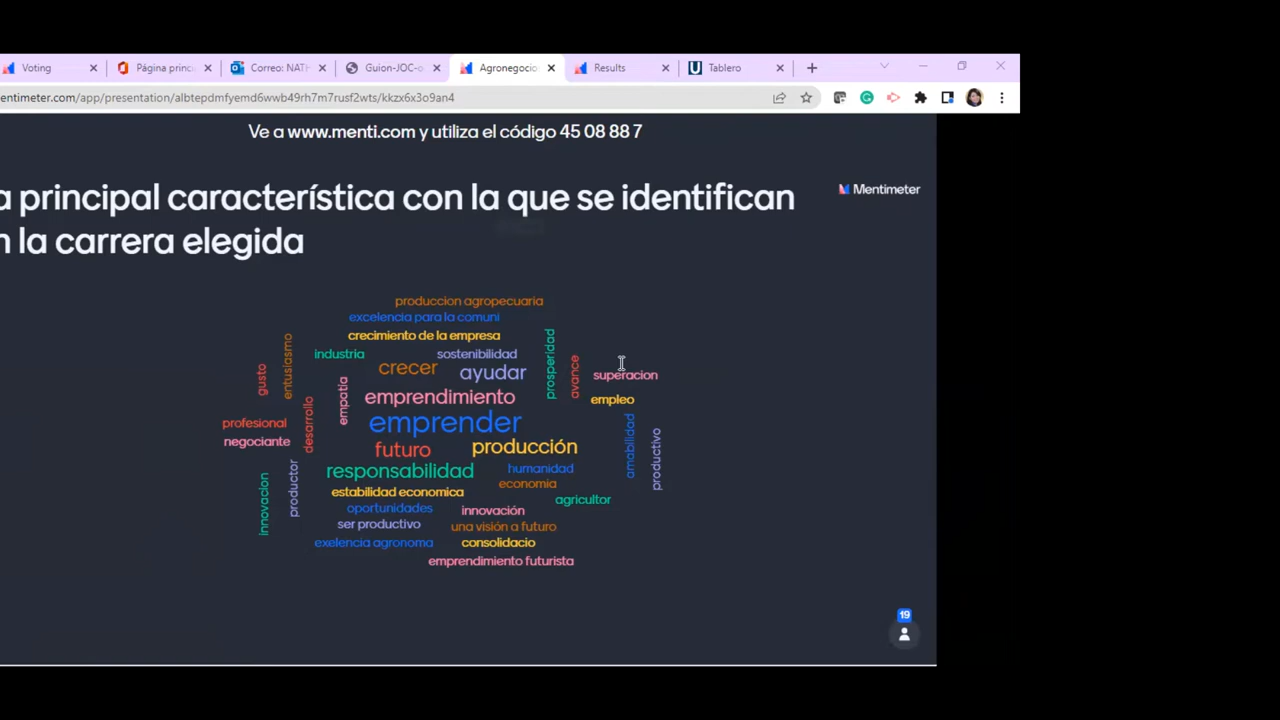 Voting
Página princi
Correo: NATH
Guion-JOC-o
Agronegocio
Results
Tablero
entimeter.com/app/presentation/albtepdmfyemd6wwb49rh7m7rusf2wts/kkzx6x3o9an4
Ve a www.menti.com y utiliza el código 45 08 88 7
Mentimeter
a principal característica con la que se identifican
n la carrera elegida
produccion agropecuaria
excelencia para la comuni
crecimiento de la empresa
industria
sostenibilidad
crecer
ayudar
prosperidad
avance
superacion
entusiasmo
gusto
empatia
emprendimiento
empleo
desarrollo
profesional
negociante
emprender
amabilidad
productivo
futuro
producción
responsabilidad
humanidad
economia
innovacion
productor
estabilidad economica
agricultor
oportunidades
innovación
ser productivo
una visión a futuro
exelencia agronoma
consolidacio
emprendimiento futurista
19